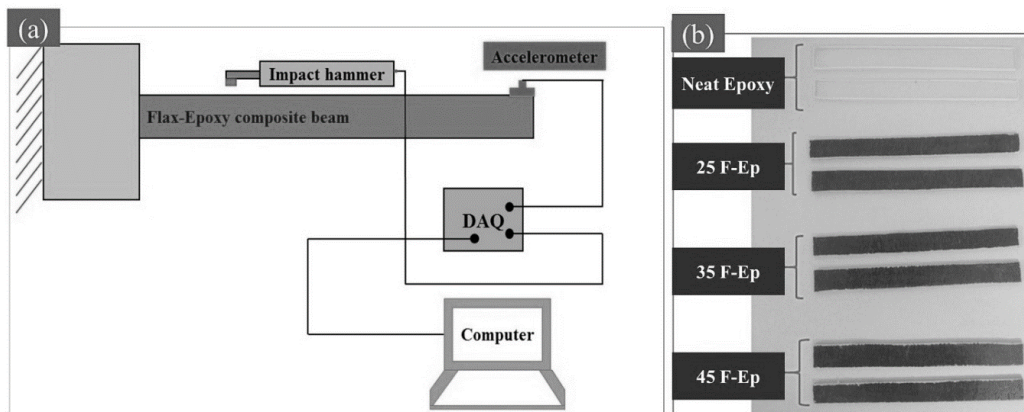 (a)
Impact hammer
Accelerometer
Flax-Epoxy composite beam
DAQ
Computer
(b)
Neat Epoxy
25 F-Ep
35 F-Ep
45 F-Ep